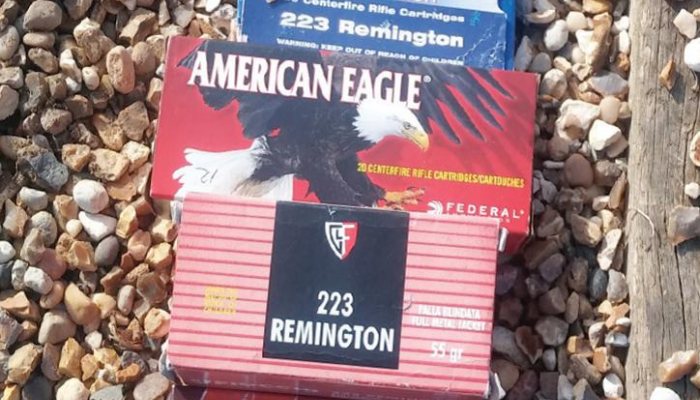 Centerfire Rifle Cartridges
223 Remington
WARNING: KEEP OUT OF REACH OF CHILDREN
AMERICAN EAGLE®
21
20 CENTERFIRE RIFLE CARTRIDGES/CARTOUCHES
FEDERAL
223
REMINGTON
PALLA BLINDATA
FULL METAL JACKET
55 gr